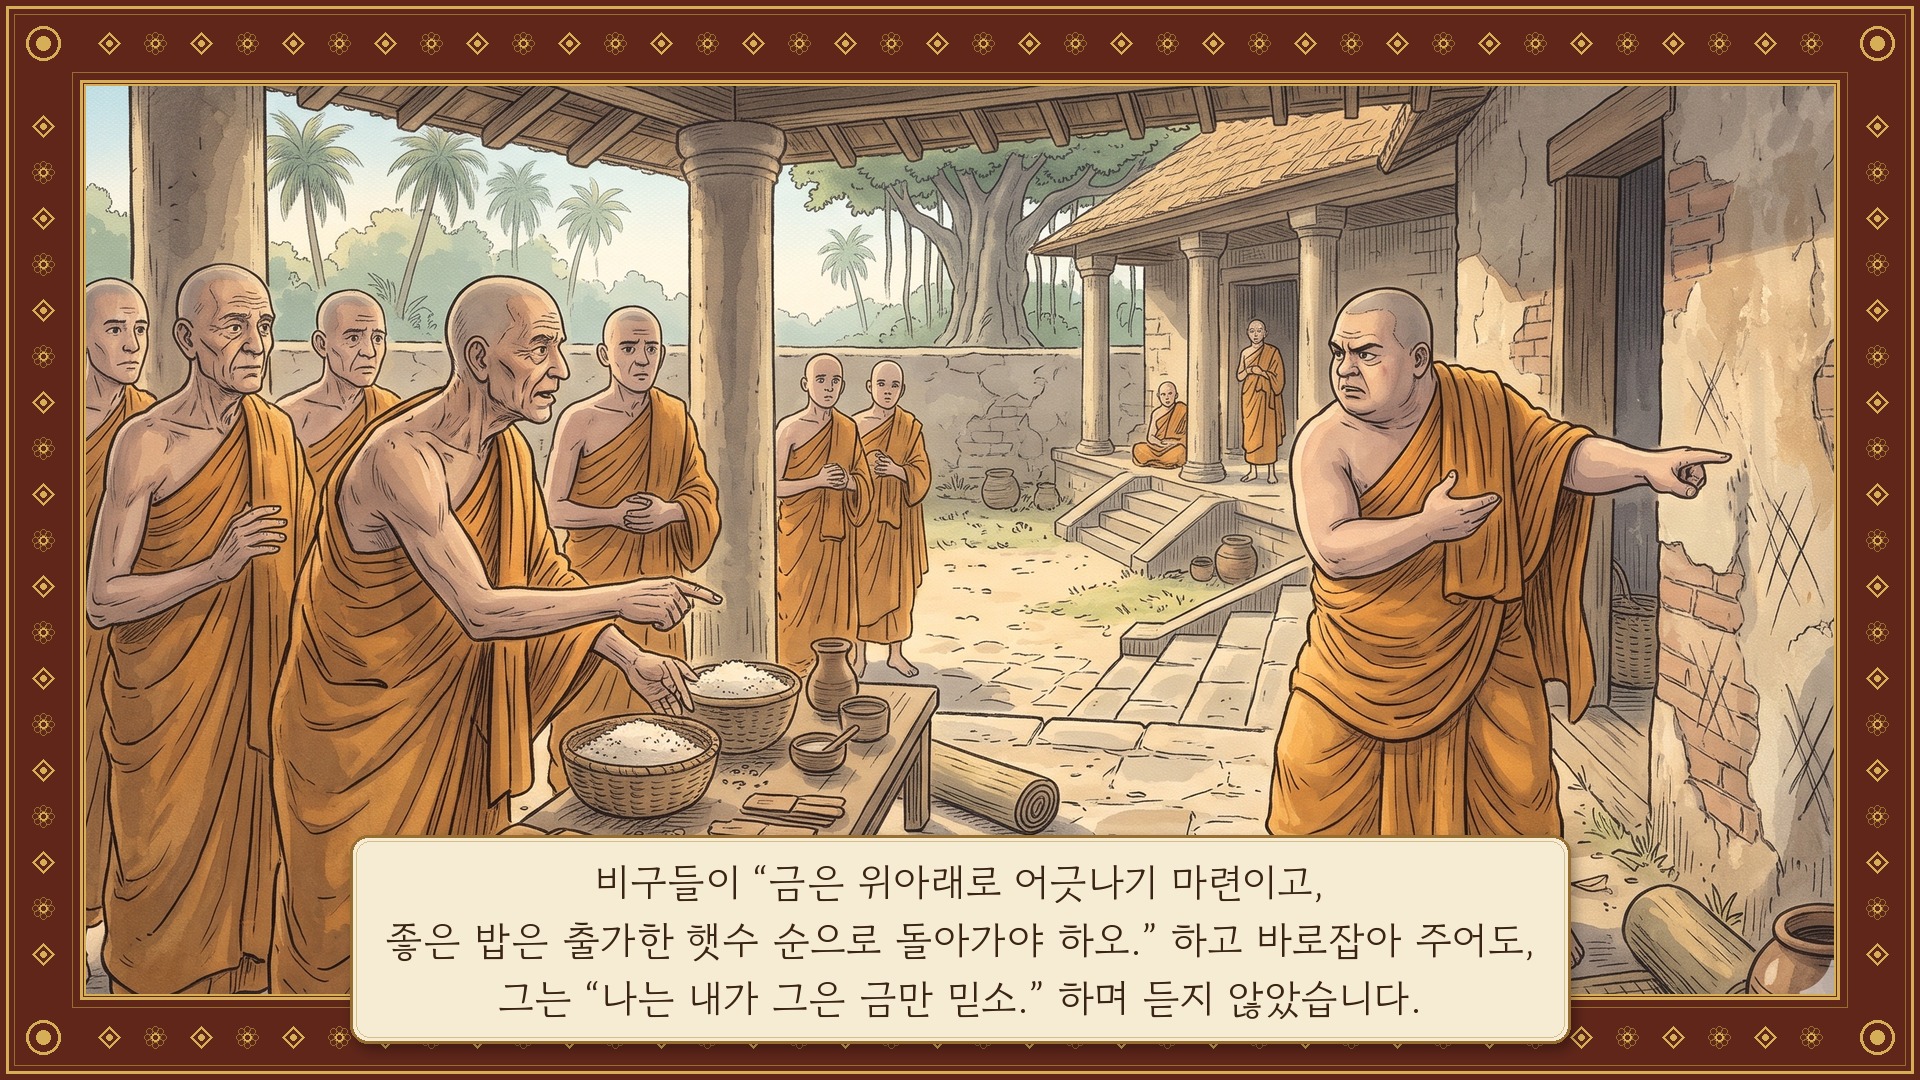 비구들이 “금은 위아래로 어긋나기 마련이고,
좋은 밥은 출가한 햇수 순으로 돌아가야 하오.” 하고 바로잡아 주어도,
그는 “나는 내가 그은 금만 믿소.” 하며 듣지 않았습니다.